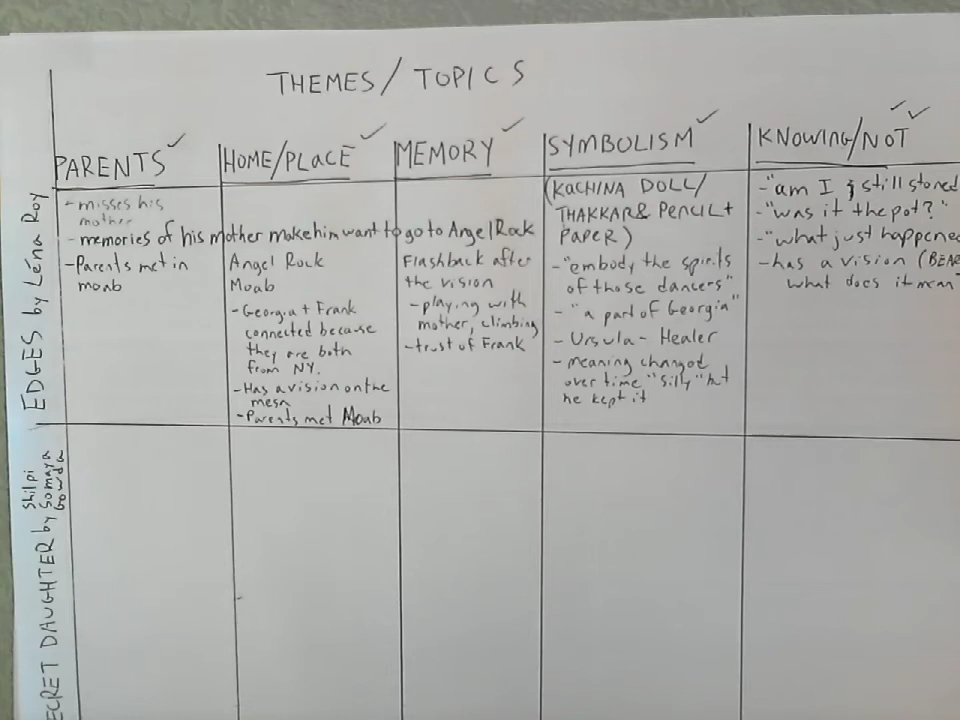 THEMES/TOPICS
PARENTS
HOME/PLACE
MEMORY
SYMBOLISM
KNOWING/NOT
EDGES by Léna Roy
- misses his
mother
- memories of his mother make him want to go to Angel Rock
- Parents met in
moab
Angel Rock
Moab
- Georgia + Frank
connected because
they are both
from NY.
- Has a vision on the
mesa
- Parents met Moab
Flashback after
the vision
- playing with
mother, climbing
- trust of Frank
(KACHINA DOLL/
THAKKAR& PENCIL+
PAPER)
- "embody the spirits
of those dancers"
- "a part of Georgia"
- Ursula - Healer
- meaning changed
over time "silly" but
he kept it
- "am I still stoned
- "was it the pot?"
- "what just happened
- has a vision (BEAR
what does it mean
ECRET DAUGHTER by Shilpi
Somaya
Gowda